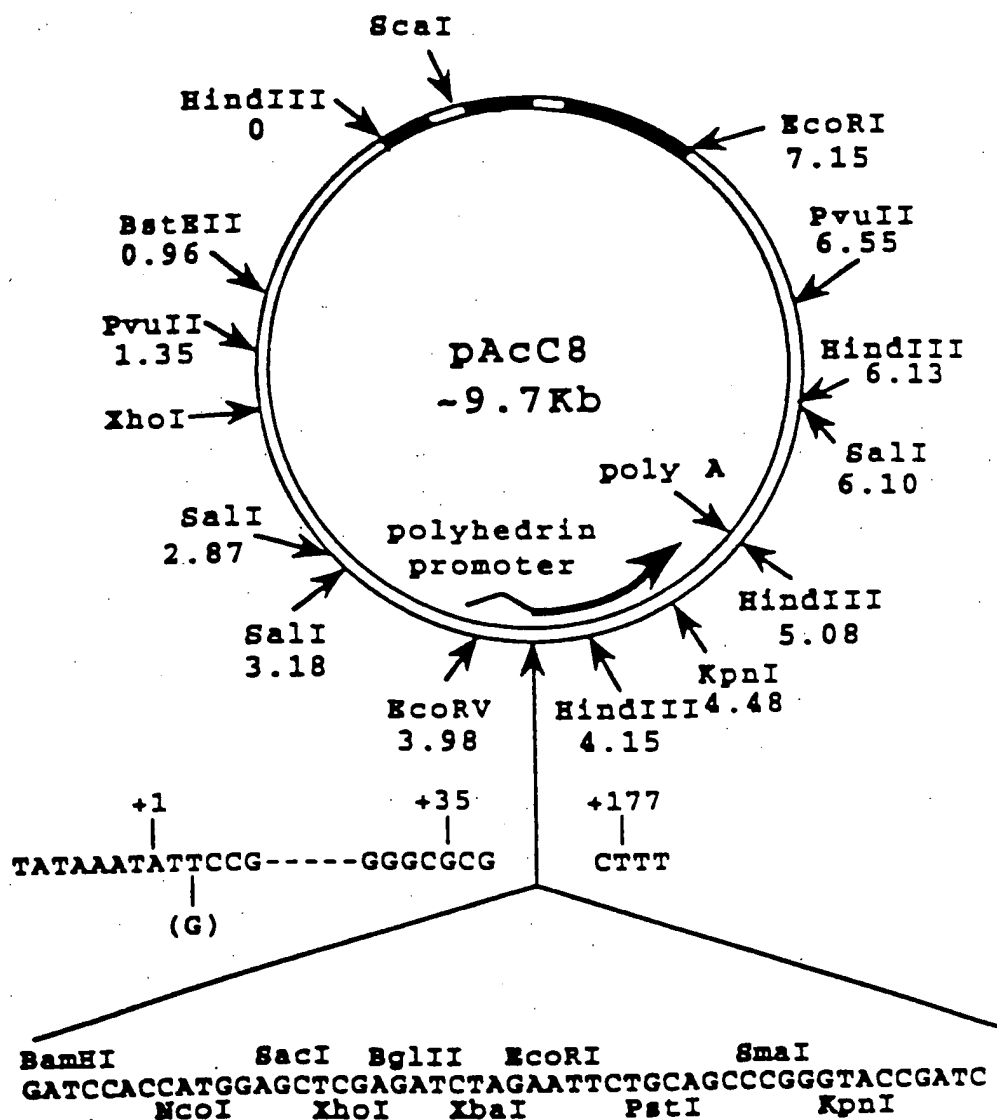 ScaI
HindIII
0
EcoRI
7.15
BstEII
0.96
PvuII
6.55
PvuII
1.35
pAcC8
~9.7Kb
HindIII
6.13
XhoI
SalI
6.10
poly A
SalI
2.87
polyhedrin
promoter
HindIII
5.08
SalI
3.18
KpnI
4.48
EcoRV
3.98
HindIII
4.15
+1
+35
+177
TATAAATATTCCG-----GGGCGCG
CTTT
(G)
BamHI SacI BglII EcoRI SmaI
GATCCACCATGGAGCTCGAGATCTAGAATTCTGCAGCCCGGGTACCGATC
NcoI XhoI XbaI PstI KpnI